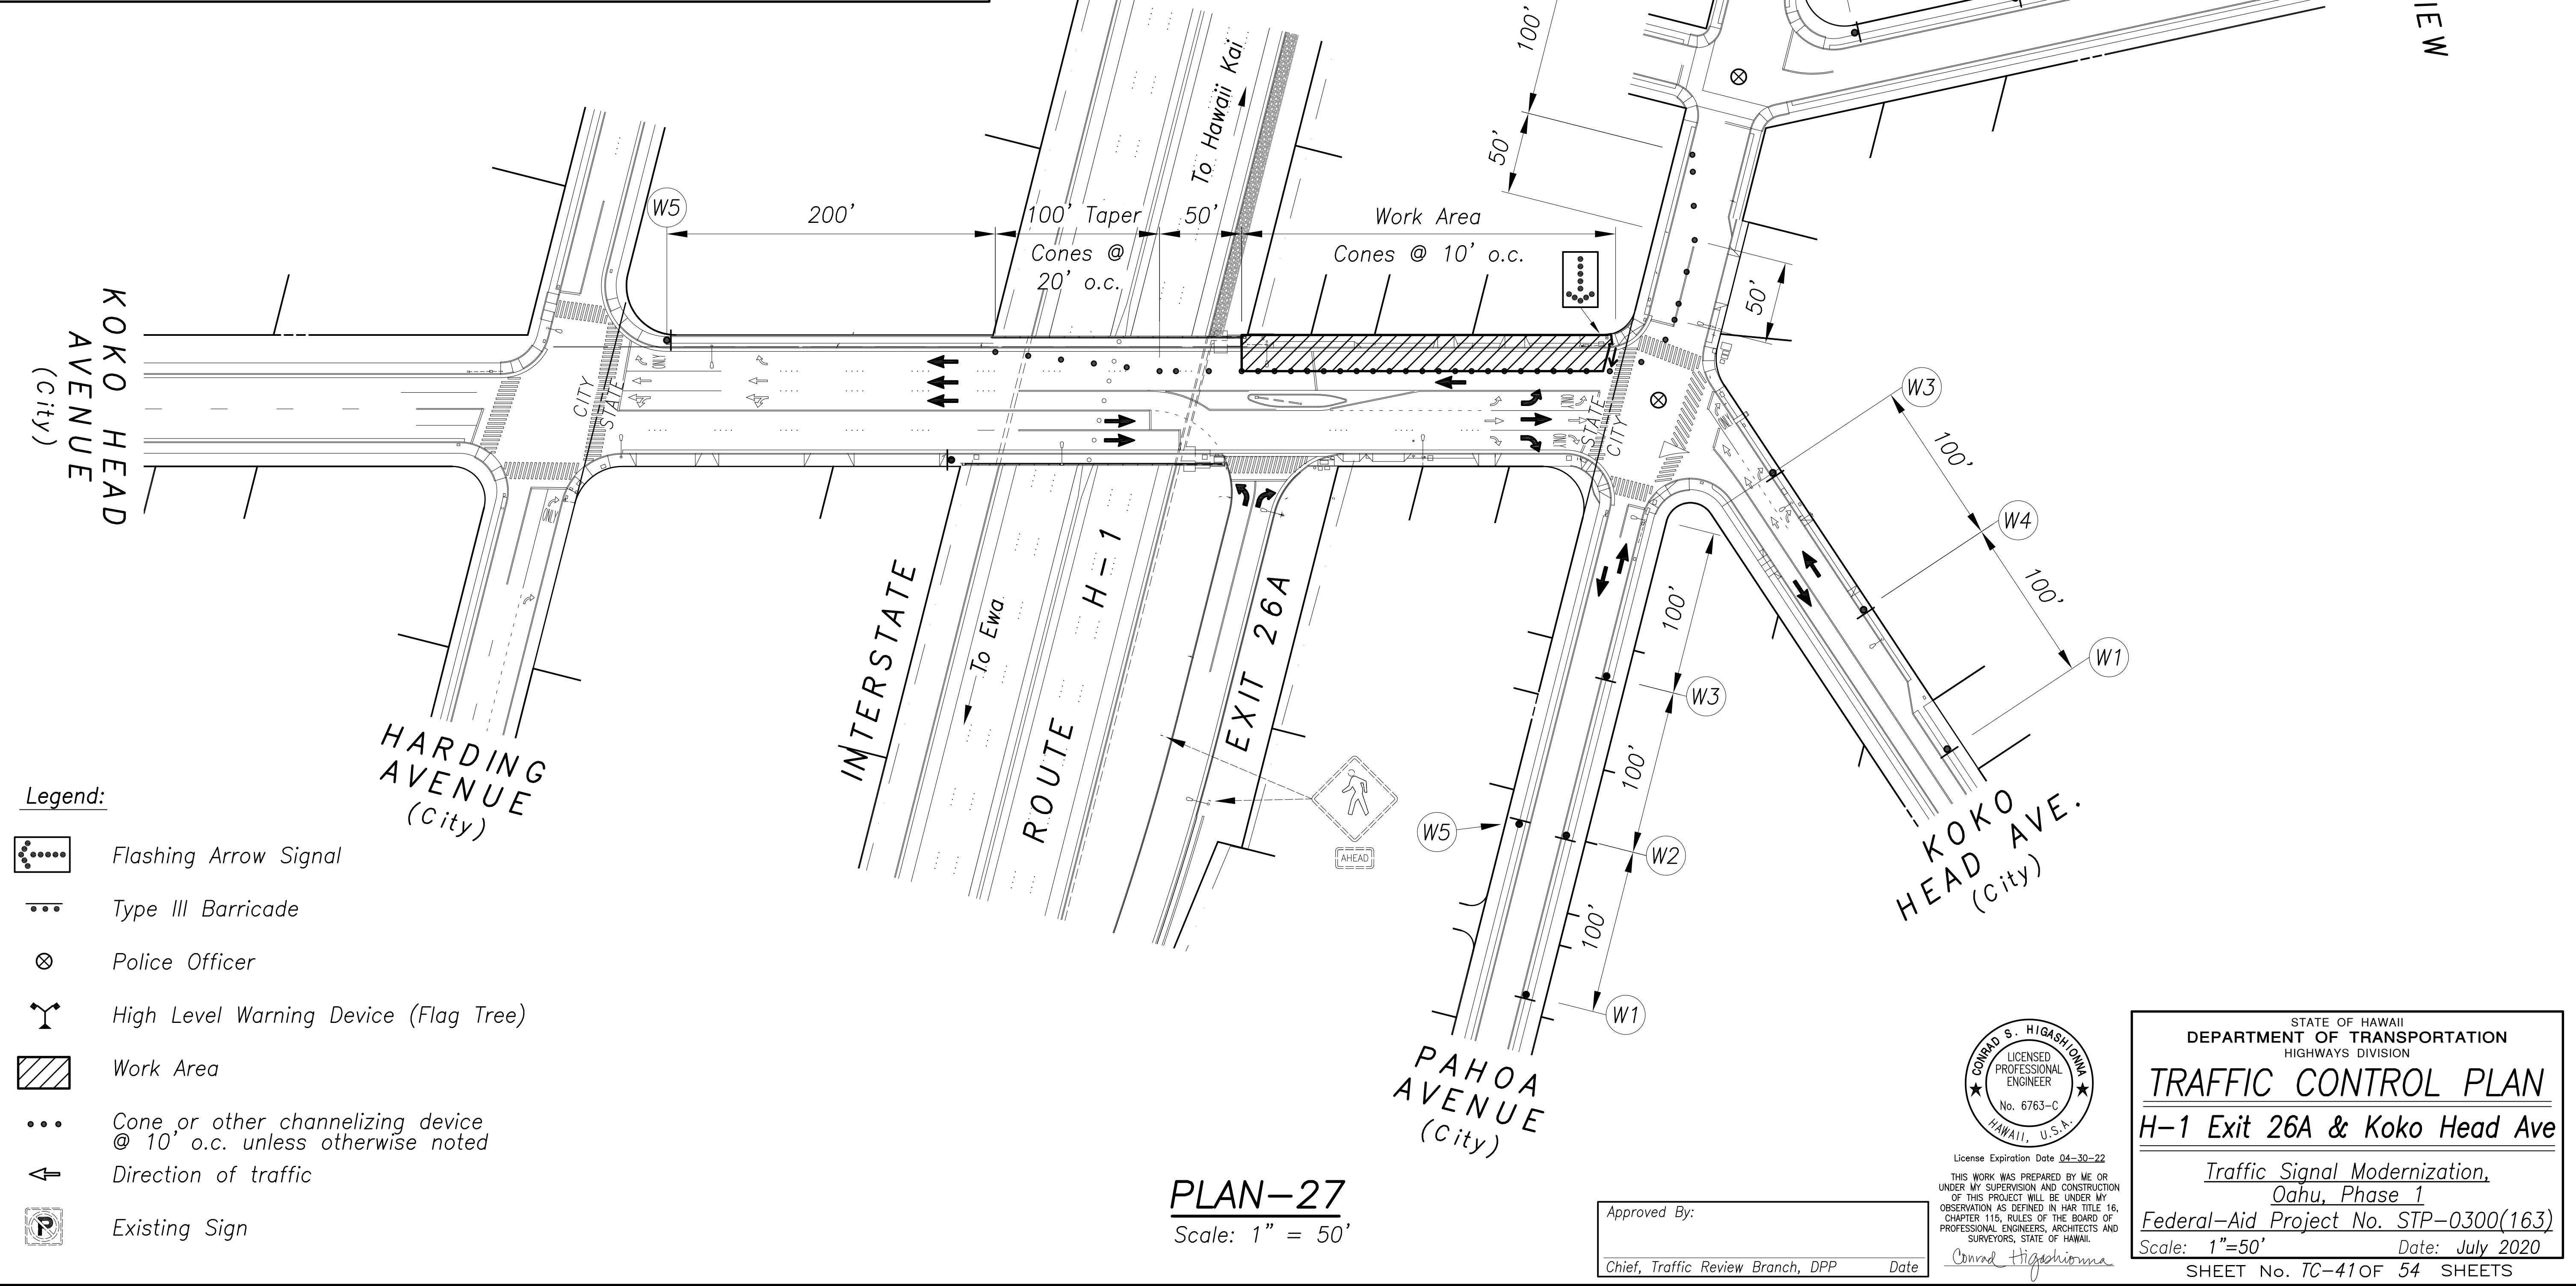 IEW
100'
50'
To Hawaii Kai
W5
200'
100' Taper
50'
Work Area
Cones @
20' o.c.
Cones @ 10' o.c.
50'
KOKO HEAD
AVENUE
(City)
CITY
STATE
ONLY
ONLY
ONLY
STATE
CITY
ONLY
ONLY
W3
100'
W4
100'
W1
HARDING
AVENUE
(City)
INTERSTATE
To Ewa
ROUTE H-1
EXIT 26A
AHEAD
100'
W3
100'
W5
W2
100'
W1
PAHOA
AVENUE
(City)
KOKO
HEAD AVE.
(City)
Legend:
Flashing Arrow Signal
Type III Barricade
Police Officer
High Level Warning Device (Flag Tree)
Work Area
Cone or other channelizing device
@ 10' o.c. unless otherwise noted
Direction of traffic
P
Existing Sign
PLAN-27
Scale: 1" = 50'
Approved By:
Chief, Traffic Review Branch, DPP Date
CONRAD S. HIGASHIONNA
LICENSED
PROFESSIONAL
ENGINEER
No. 6763-C
HAWAII, U.S.A.
License Expiration Date 04-30-22
THIS WORK WAS PREPARED BY ME OR
UNDER MY SUPERVISION AND CONSTRUCTION
OF THIS PROJECT WILL BE UNDER MY
OBSERVATION AS DEFINED IN HAR TITLE 16,
CHAPTER 115, RULES OF THE BOARD OF
PROFESSIONAL ENGINEERS, ARCHITECTS AND
SURVEYORS, STATE OF HAWAII.
Conrad Higashionna
STATE OF HAWAII
DEPARTMENT OF TRANSPORTATION
HIGHWAYS DIVISION
TRAFFIC CONTROL PLAN
H-1 Exit 26A & Koko Head Ave
Traffic Signal Modernization,
Oahu, Phase 1
Federal-Aid Project No. STP-0300(163)
Scale: 1"=50' Date: July 2020
SHEET No. TC-41 OF 54 SHEETS